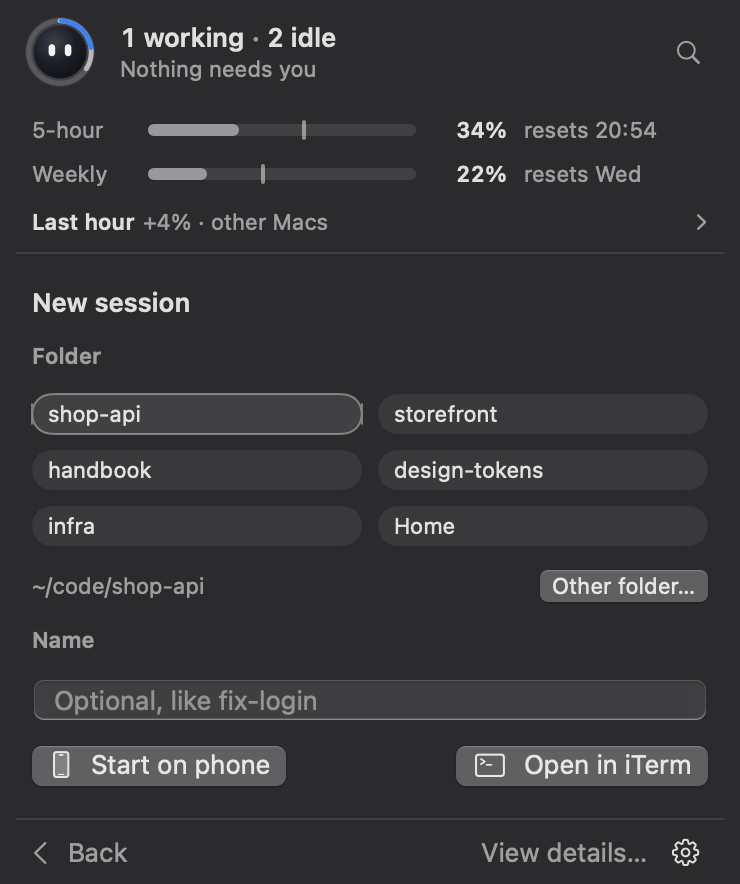 1 working · 2 idle
Nothing needs you
5-hour 34% resets 20:54
Weekly 22% resets Wed
Last hour +4% · other Macs
New session
Folder
shop-api storefront
handbook design-tokens
infra Home
~/code/shop-api Other folder...
Name
Optional, like fix-login
Start on phone Open in iTerm
Back View details...